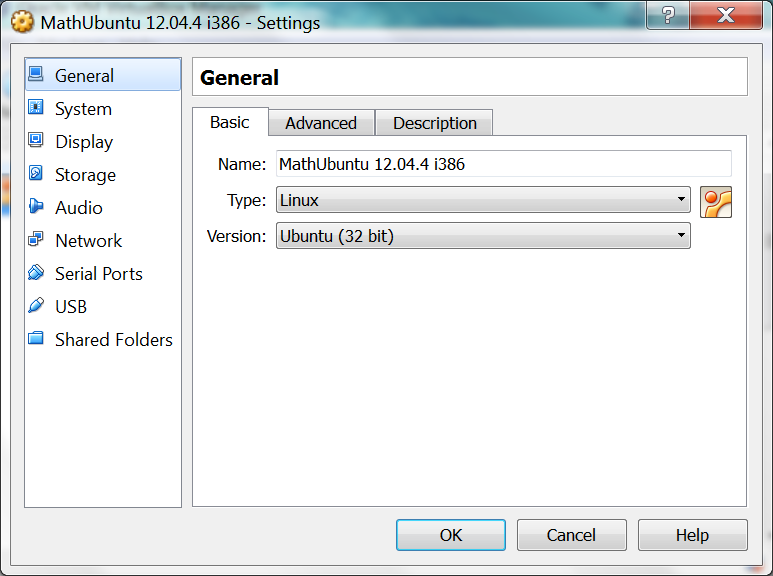 MathUbuntu 12.04.4 i386 - Settings
?
X
General
System
Display
Storage
Audio
Network
Serial Ports
USB
Shared Folders
General
Basic
Advanced
Description
Name: MathUbuntu 12.04.4 i386
Type: Linux
Version: Ubuntu (32 bit)
OK
Cancel
Help